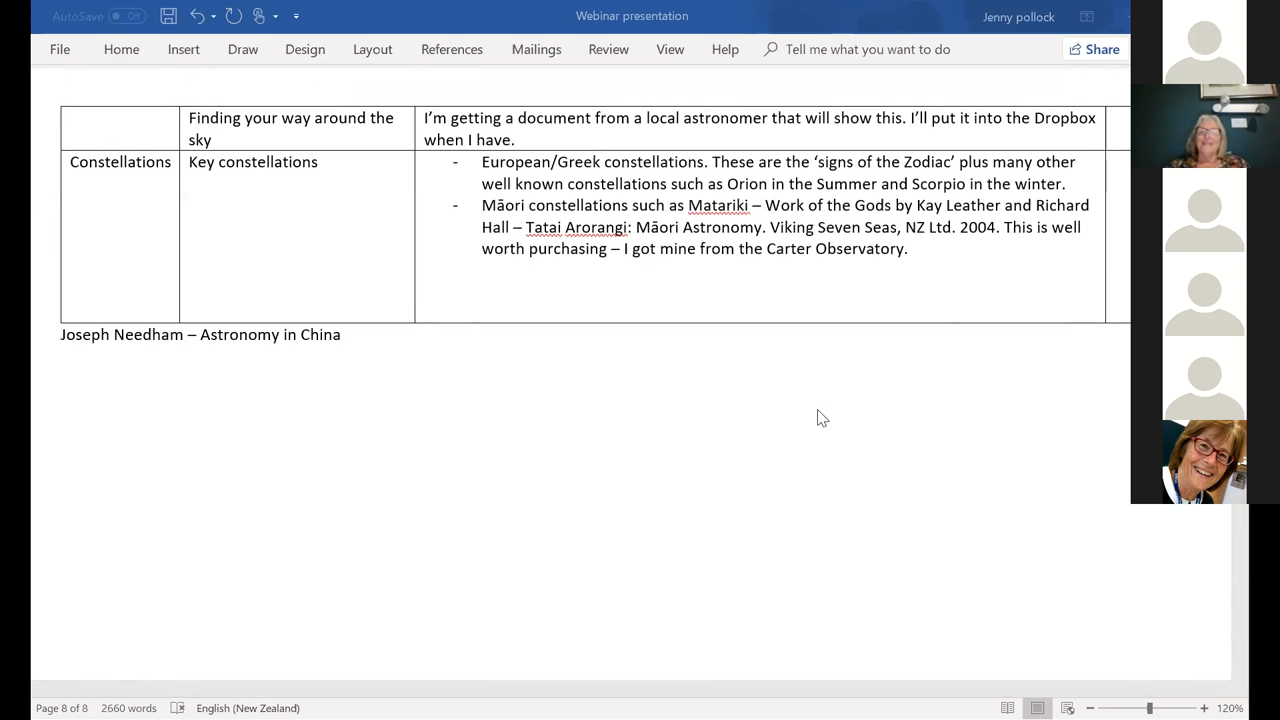 AutoSave Off Webinar presentation Jenny pollock
File Home Insert Draw Design Layout References Mailings Review View Help Tell me what you want to do Share
Finding your way around the
sky
I'm getting a document from a local astronomer that will show this. I'll put it into the Dropbox
when I have.
Constellations
Key constellations
- European/Greek constellations. These are the ‘signs of the Zodiac’ plus many other
well known constellations such as Orion in the Summer and Scorpio in the winter.
- Māori constellations such as Matariki – Work of the Gods by Kay Leather and Richard
Hall – Tatai Arorangi: Māori Astronomy. Viking Seven Seas, NZ Ltd. 2004. This is well
worth purchasing – I got mine from the Carter Observatory.
Joseph Needham – Astronomy in China
Page 8 of 8 2660 words English (New Zealand) 120%